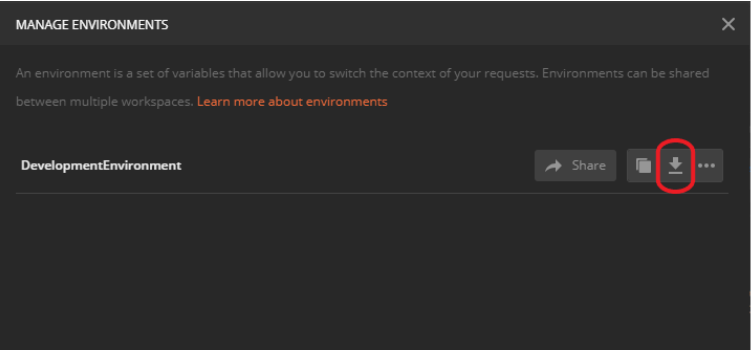 MANAGE ENVIRONMENTS
An environment is a set of variables that allow you to switch the context of your requests. Environments can be shared
between multiple workspaces. Learn more about environments
DevelopmentEnvironment Share